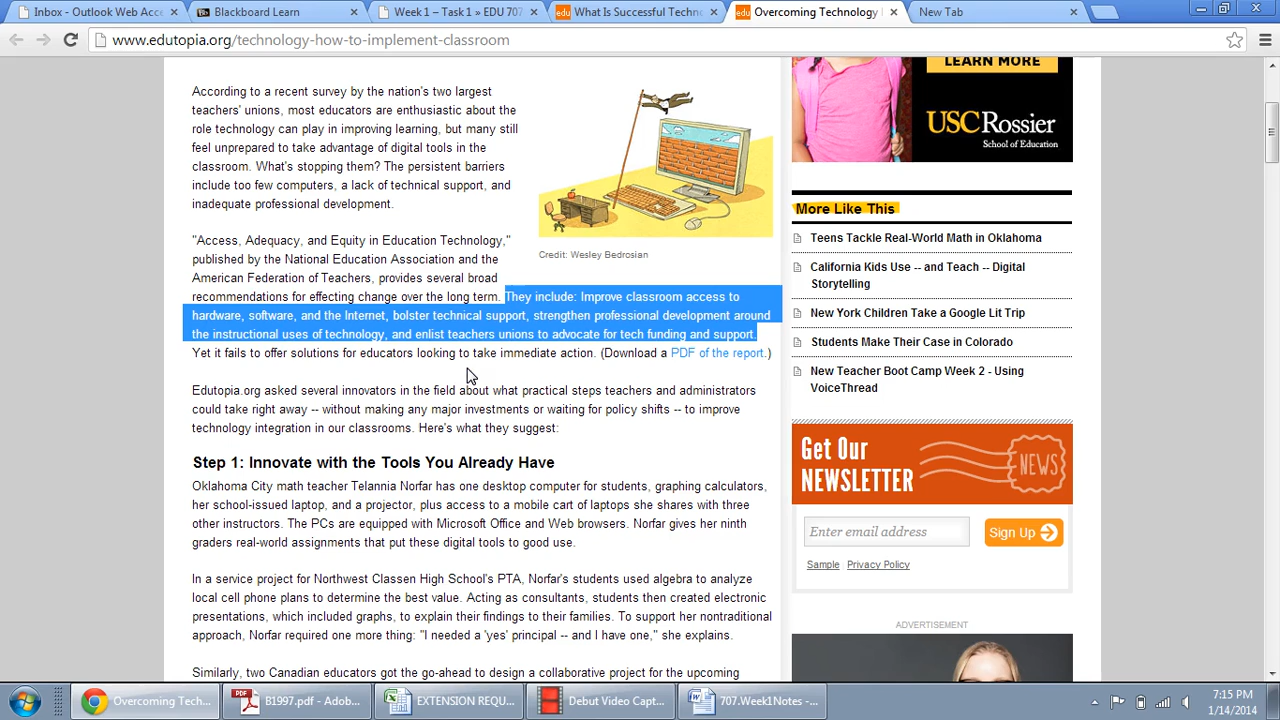 Inbox - Outlook Web Acc
Blackboard Learn
Week 1 – Task 1 » EDU 707
What Is Successful Techn
Overcoming Technology
New Tab
www.edutopia.org/technology-how-to-implement-classroom
According to a recent survey by the nation's two largest
teachers' unions, most educators are enthusiastic about the
role technology can play in improving learning, but many still
feel unprepared to use a range of digital tools in the
classroom. What's stopping them? The persistent barriers
include too few computers, a lack of technical support, and
inadequate professional development.
Credit: Wesley Bedrosian
"Access, Adequacy, and Equity in Education Technology,"
published by the National Education Association and the
American Federation of Teachers, provides several broad
recommendations for effecting change over the long term. They include: Improve classroom access to
hardware, software, and the Internet, bolster technical support, strengthen professional development around
the instructional uses of technology, and enlist teachers unions to advocate for tech funding and support.
Yet it fails to offer solutions for educators looking to take immediate action. (Download a PDF of the report.)
Edutopia.org asked several innovators in the field about what practical steps teachers and administrators
could take right away -- without making any major investments or waiting for policy shifts -- to improve
technology integration in our classrooms. Here's what they suggest:
Step 1: Innovate with the Tools You Already Have
Oklahoma City math teacher Telannia Norfar has one desktop computer for students, graphing calculators,
her school-issued laptop, and a projector, plus access to a mobile cart of laptops she shares with three
other instructors. The PCs are equipped with Microsoft Office and Web browsers. Norfar gives her ninth
graders real-world assignments that put these digital tools to good use.
In a service project for Northwest Classen High School's PTA, Norfar's students used algebra to analyze
local cell phone plans to determine the best value. Acting as consultants, students then created electronic
presentations, which included graphs, to explain their findings to their families. To support her nontraditional
approach, Norfar required one more thing: "I needed a 'yes' principal -- and I have one," she explains.
Similarly, two Canadian educators got the go-ahead to design a collaborative project for the upcoming
LEARN MORE
USC Rossier
School of Education
More Like This
Teens Tackle Real-World Math in Oklahoma
California Kids Use -- and Teach -- Digital
Storytelling
New York Children Take a Google Lit Trip
Students Make Their Case in Colorado
New Teacher Boot Camp Week 2 - Using
VoiceThread
Get Our
NEWSLETTER
NEWS
Enter email address
Sign Up
Sample
Privacy Policy
ADVERTISEMENT
Overcoming Tech...
B1997.pdf - Adob...
EXTENSION REQU...
Debut Video Capt...
707.Week1Notes -...
7:15 PM
1/14/2014